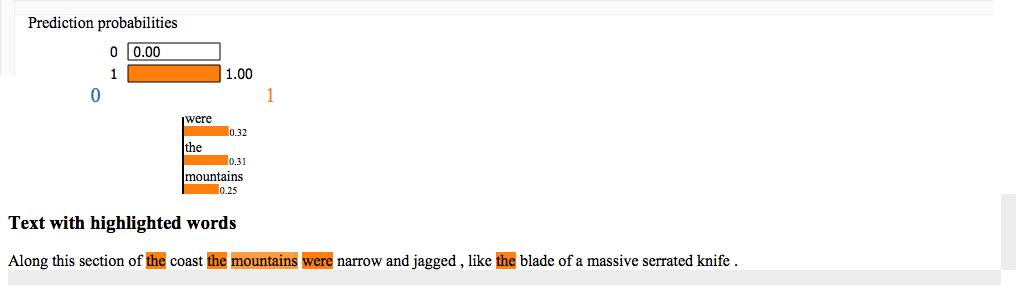 Prediction probabilities
0 0.00
1 1.00
0 1
were
0.32
the
0.31
mountains
0.25
Text with highlighted words
Along this section of the coast the mountains were narrow and jagged , like the blade of a massive serrated knife .